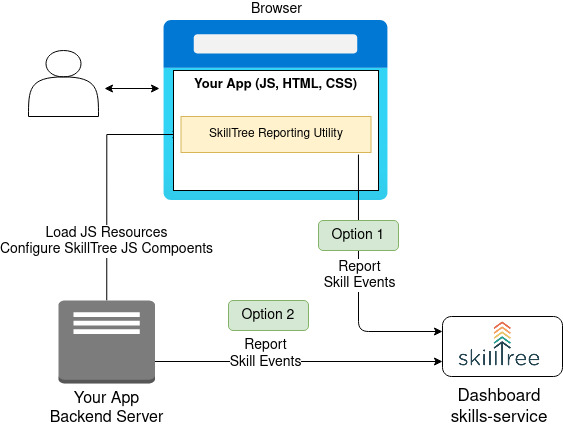 Browser
Your App (JS, HTML, CSS)
SkillTree Reporting Utility
Load JS Resources
Configure SkillTree JS Compoents
Option 1
Report
Skill Events
Option 2
Report
Skill Events
skilltree
Your App
Backend Server
Dashboard
skills-service